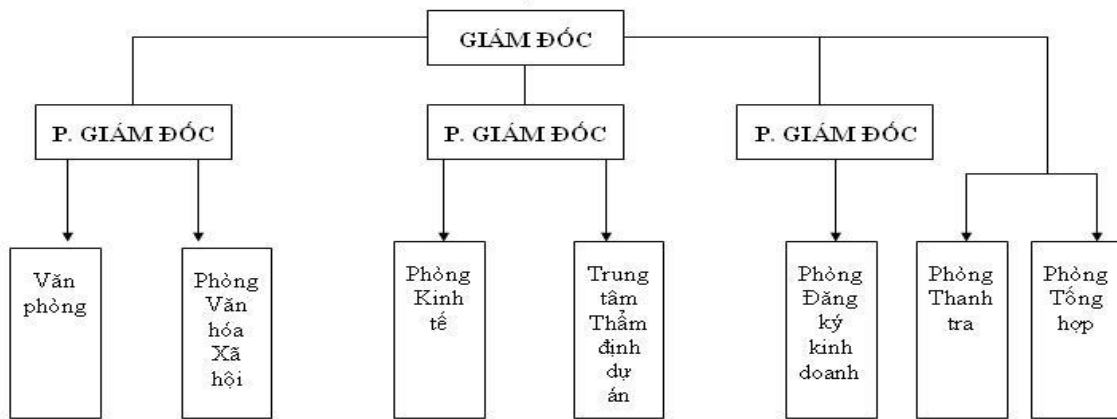 GIÁM ĐỐC
P. GIÁM ĐỐC
P. GIÁM ĐỐC
P. GIÁM ĐỐC
Văn
phòng
Phòng
Văn
hóa
Xã
hội
Phòng
Kinh
tế
Trung
tâm
Thẩm
định
dự
án
Phòng
Đăng
ký
kinh
doanh
Phòng
Thanh
tra
Phòng
Tổng
hợp